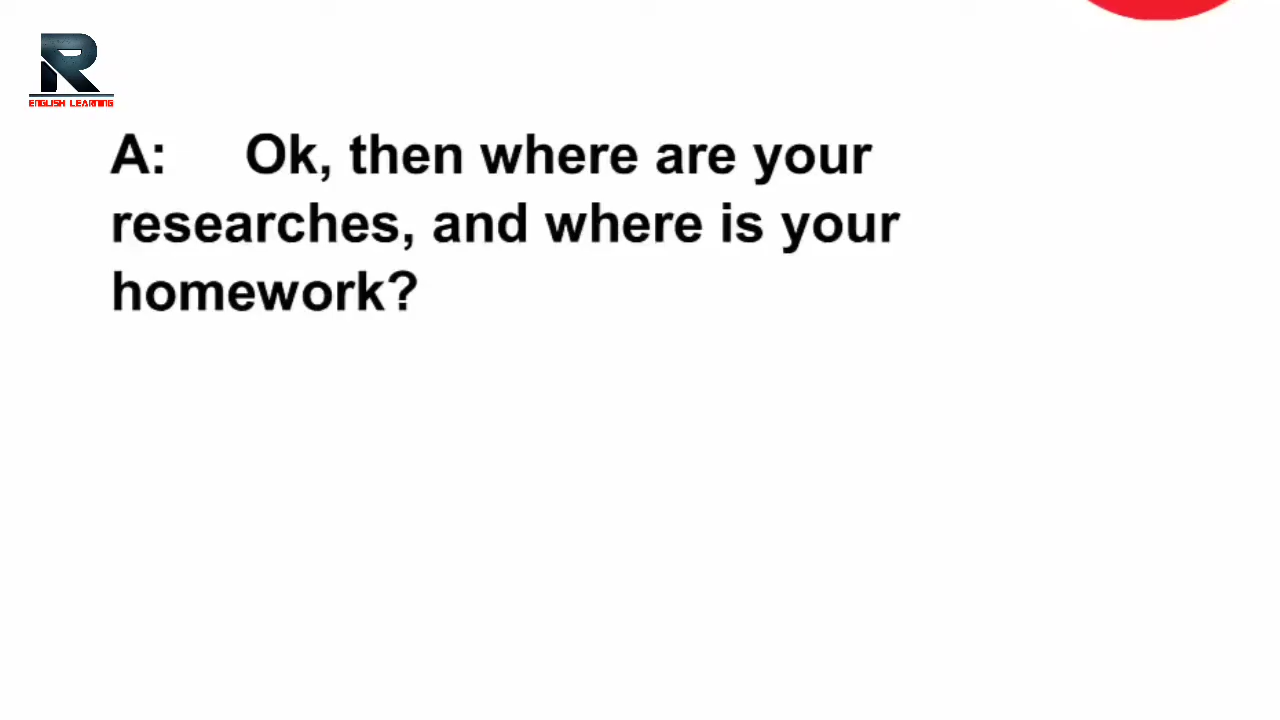 R
ENGLISH LEARNING
A: Ok, then where are your
researches, and where is your
homework?